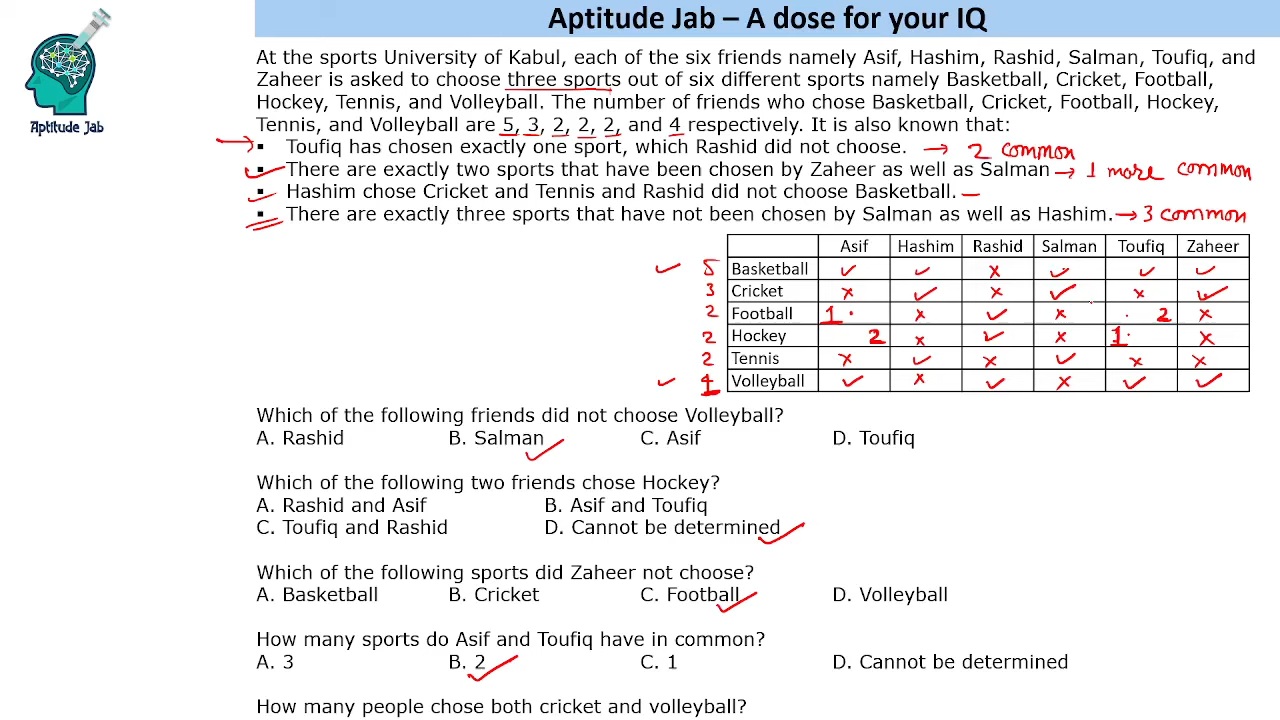 Aptitude Jab – A dose for your IQ
Aptitude Jab
At the sports University of Kabul, each of the six friends namely Asif, Hashim, Rashid, Salman, Toufiq, and
Zaheer is asked to choose three sports out of six different sports namely Basketball, Cricket, Football,
Hockey, Tennis, and Volleyball. The number of friends who chose Basketball, Cricket, Football, Hockey,
Tennis, and Volleyball are 5, 3, 2, 2, 2, and 4 respectively. It is also known that:
▪ Toufiq has chosen exactly one sport, which Rashid did not choose. → 2 common
▪ There are exactly two sports that have been chosen by Zaheer as well as Salman → 1 more common
▪ Hashim chose Cricket and Tennis and Rashid did not choose Basketball. –
▪ There are exactly three sports that have not been chosen by Salman as well as Hashim. → 3 common
Asif Hashim Rashid Salman Toufiq Zaheer
✓ 5 Basketball ✓ ✓ × ✓ ✓ ✓
3 Cricket × ✓ × ✓ × ✓
2 Football 1 · × ✓ × · 2 ×
2 Hockey 2 × ✓ × 1 · ×
2 Tennis × ✓ × ✓ × ×
✓ 4 Volleyball ✓ × ✓ × ✓ ✓
Which of the following friends did not choose Volleyball?
A. Rashid B. Salman ✓ C. Asif D. Toufiq
Which of the following two friends chose Hockey?
A. Rashid and Asif B. Asif and Toufiq
C. Toufiq and Rashid D. Cannot be determined ✓
Which of the following sports did Zaheer not choose?
A. Basketball B. Cricket C. Football ✓ D. Volleyball
How many sports do Asif and Toufiq have in common?
A. 3 B. 2 ✓ C. 1 D. Cannot be determined
How many people chose both cricket and volleyball?